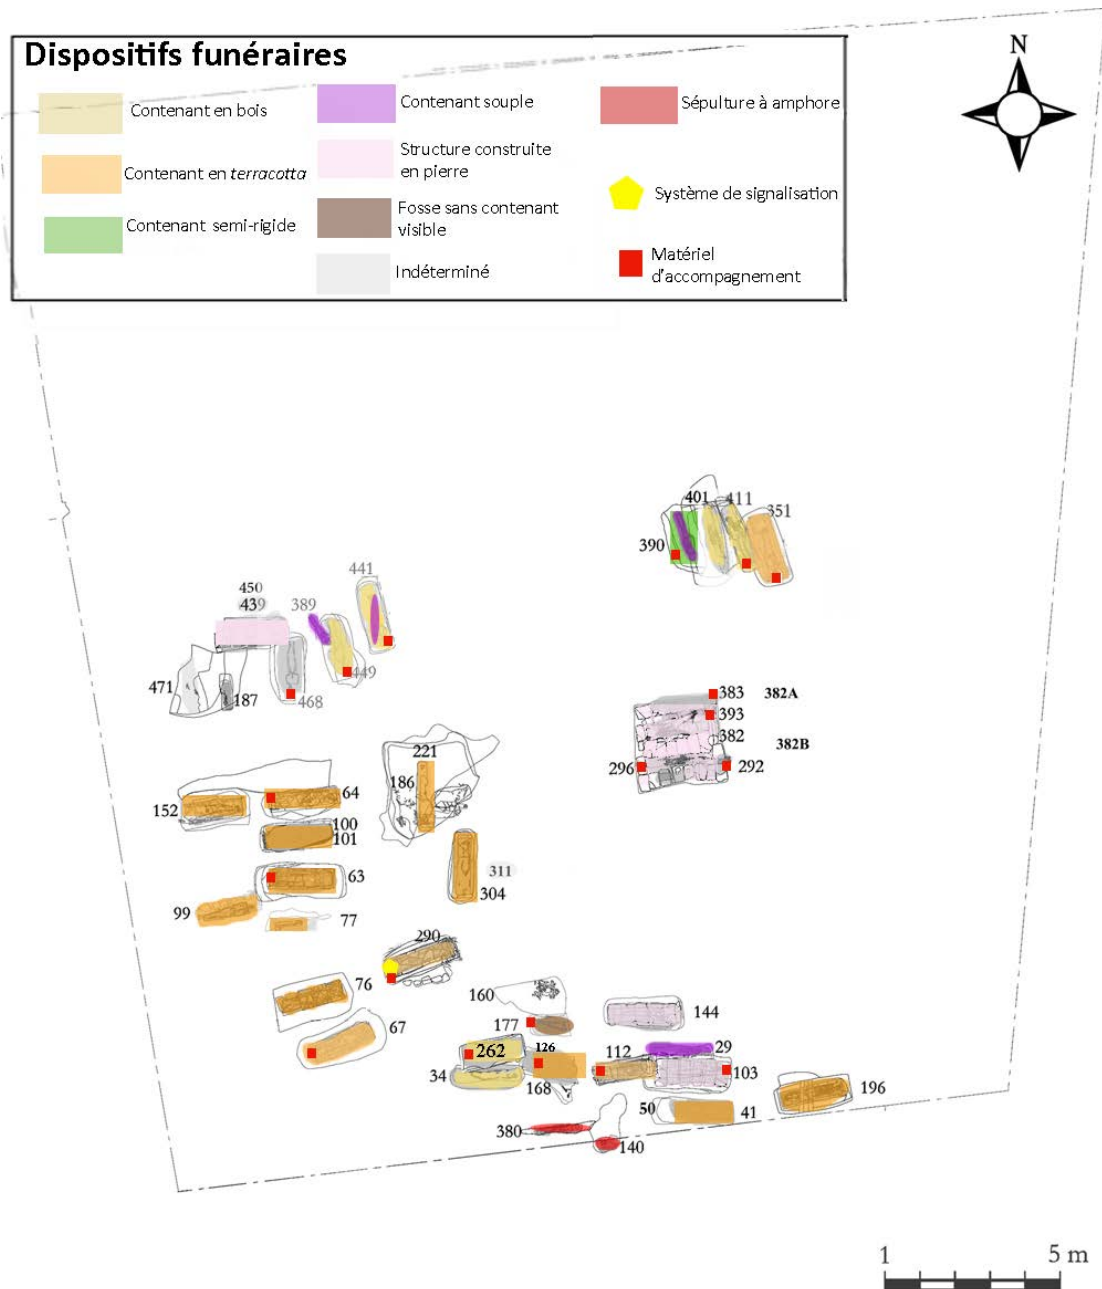 Dispositifs funéraires
Contenant en bois
Contenant en terracotta
Contenant semi-rigide
Contenant souple
Structure construite
en pierre
Fosse sans contenant
visible
Indéterminé
Sépulture à amphore
Système de signalisation
Matériel
d'accompagnement
N
401
411
351
390
441
450
439
389
449
471
187
468
383
382A
393
382
382B
296
292
221
186
64
152
100
101
63
311
304
99
77
290
76
67
160
177
144
262
126
112
29
34
168
103
196
50
41
380
140
1
5 m